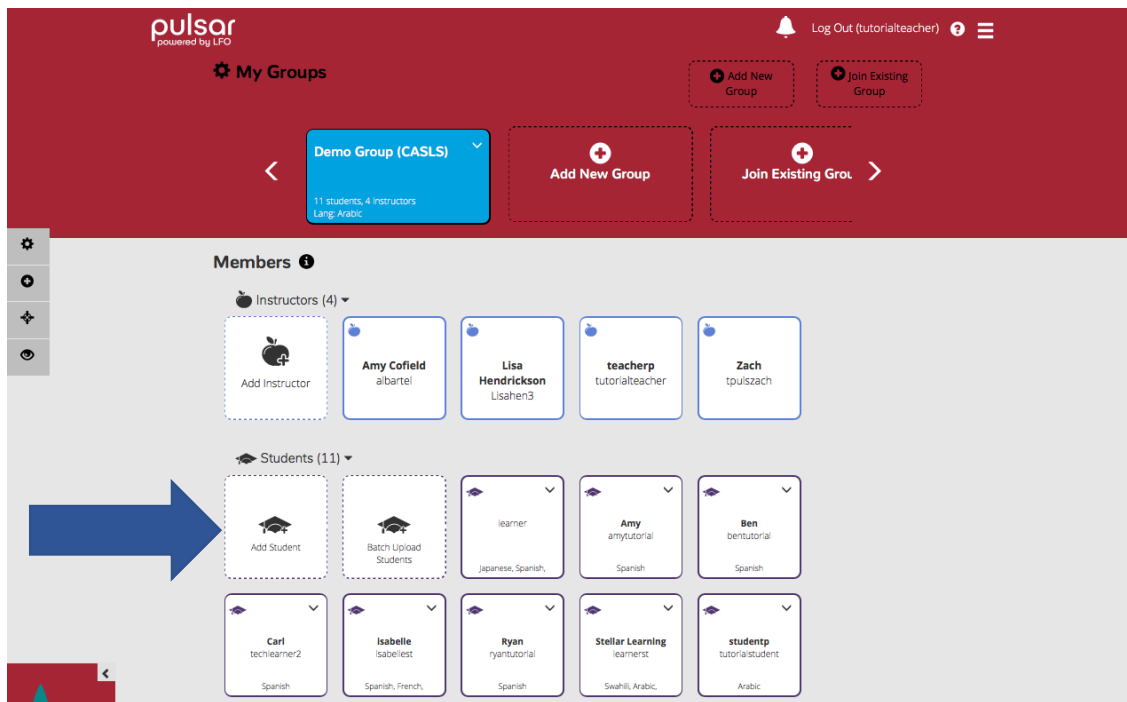 pulsar
powered by LFO
Log Out (tutorialteacher)
My Groups
Add New
Group
Join Existing
Group
Demo Group (CASLS)
11 students, 4 instructors
Lang: Arabic
Add New Group
Join Existing Grou
Members
Instructors (4)
Add Instructor
Amy Cofield
albartel
Lisa
Hendrickson
Lisahen3
teacherp
tutorialteacher
Zach
tpulszach
Students (11)
Add Student
Batch Upload
Students
learner
Japanese, Spanish,
Amy
amytutorial
Spanish
Ben
bentutorial
Spanish
Carl
techlearner2
Spanish
Isabelle
isabellest
Spanish, French,
Ryan
ryantutorial
Spanish
Stellar Learning
learnerst
Swahili, Arabic,
studentp
tutorialstudent
Arabic